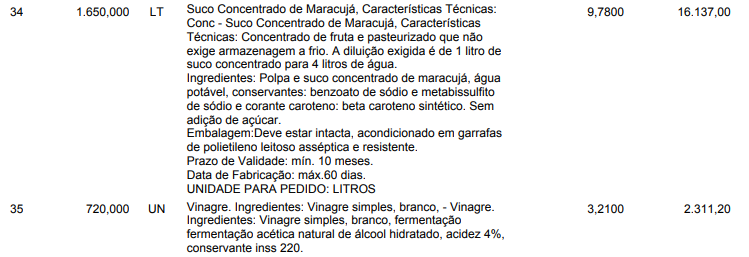 34 1.650,000 LT Suco Concentrado de Maracujá, Características Técnicas: 9,7800 16.137,00
Conc - Suco Concentrado de Maracujá, Características
Técnicas: Concentrado de fruta e pasteurizado que não
exige armazenagem a frio. A diluição exigida é de 1 litro de
suco concentrado para 4 litros de água.
Ingredientes: Polpa e suco concentrado de maracujá, água
potável, conservantes: benzoato de sódio e metabissulfito
de sódio e corante caroteno: beta caroteno sintético. Sem
adição de açúcar.
Embalagem:Deve estar intacta, acondicionado em garrafas
de polietileno leitoso asséptica e resistente.
Prazo de Validade: mín. 10 meses.
Data de Fabricação: máx.60 dias.
UNIDADE PARA PEDIDO: LITROS
35 720,000 UN Vinagre. Ingredientes: Vinagre simples, branco, - Vinagre. 3,2100 2.311,20
Ingredientes: Vinagre simples, branco, fermentação
fermentação acética natural de álcool hidratado, acidez 4%,
conservante inss 220.